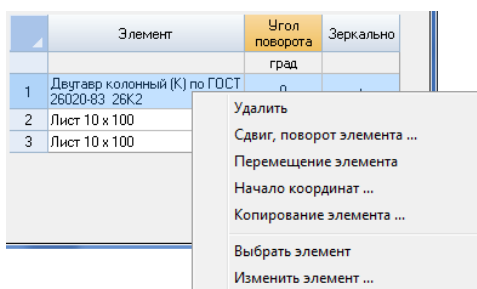 Элемент
Угол поворота
Зеркально
град
1
Двутавр колонный (К) по ГОСТ
26020-83 26К2
0
2
Лист 10 x 100
3
Лист 10 x 100
Удалить
Сдвиг, поворот элемента ...
Перемещение элемента
Начало координат ...
Копирование элемента ...
Выбрать элемент
Изменить элемент ...